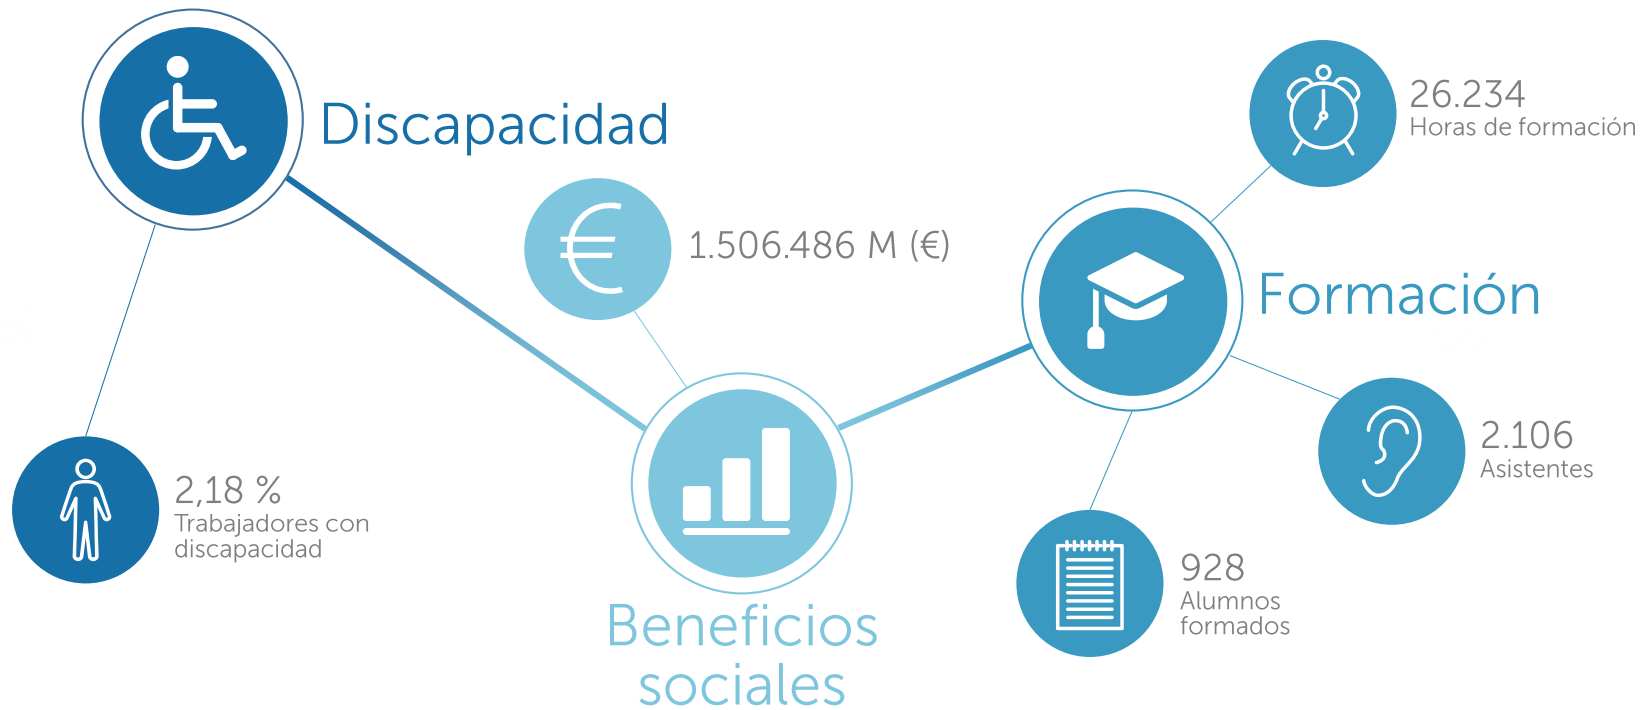 Discapacidad
2,18 %
Trabajadores con
discapacidad
1.506.486 M (€)
Beneficios
sociales
Formación
26.234
Horas de formación
2.106
Asistentes
928
Alumnos
formados